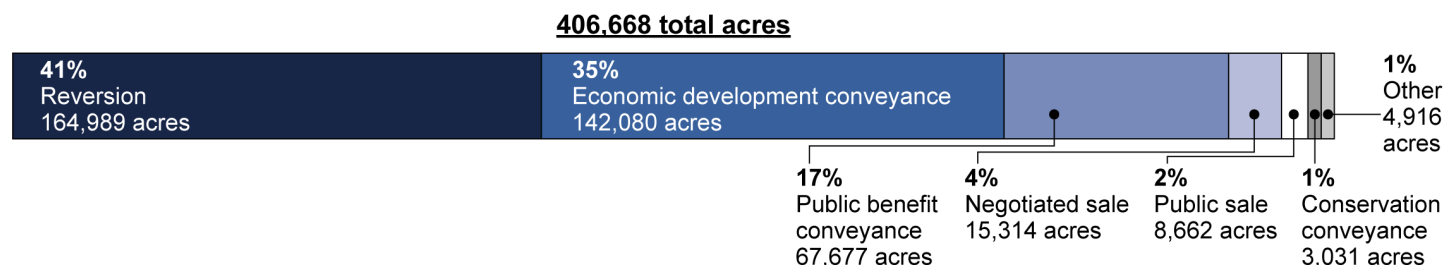 406,668 total acres
41%
Reversion
164,989 acres
35%
Economic development conveyance
142,080 acres
1%
Other
4,916
acres
17%
Public benefit
conveyance
67,677 acres
4%
Negotiated sale
15,314 acres
2%
Public sale
8,662 acres
1%
Conservation
conveyance
3,031 acres